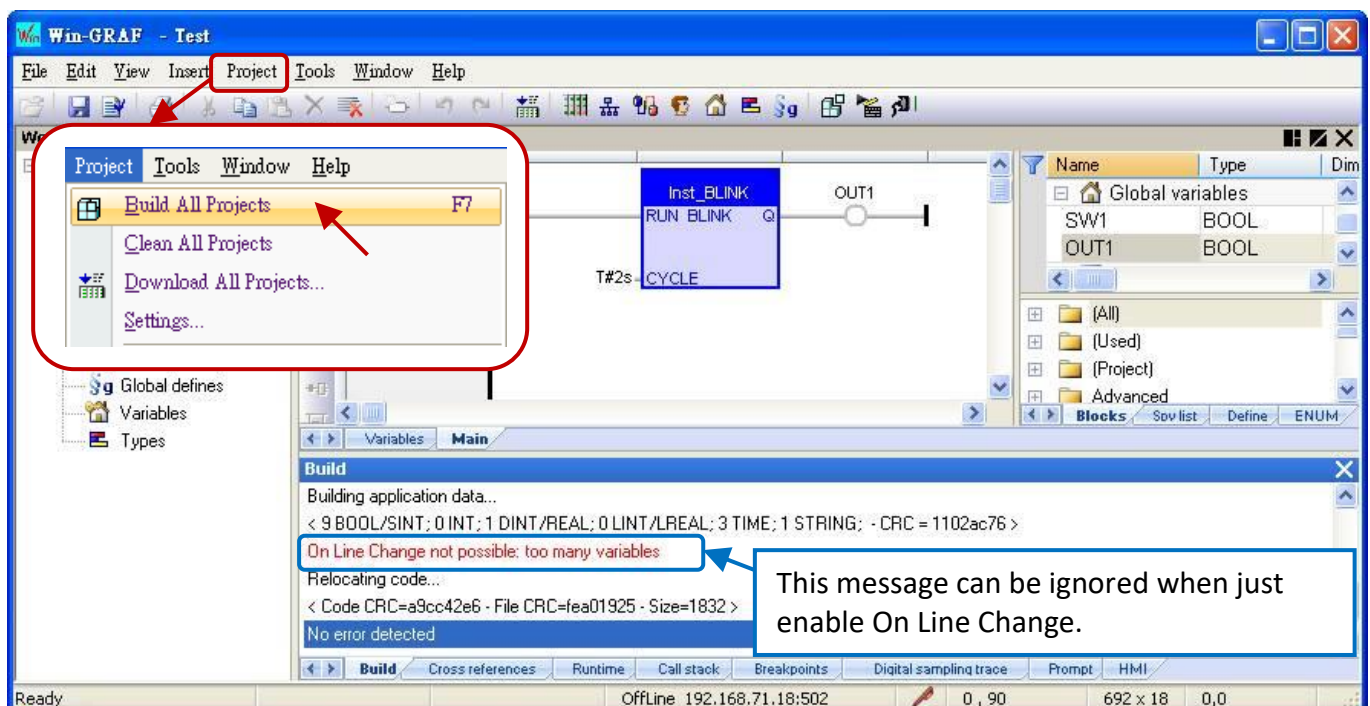 Win-GRAF - Test
File Edit View Insert Project Tools Window Help
Project Tools Window Help
Build All Projects F7
Clean All Projects
Download All Projects...
Settings...
Inst_BLINK
RUN BLINK Q
OUT1
T#2s
CYCLE
Name Type Dim
Global variables
SW1 BOOL
OUT1 BOOL
(All)
(Used)
(Project)
Advanced
Blocks Spy list Define ENUM
Global defines
Variables
Types
Variables Main
Build
Building application data...
< 9 BOOL/SINT; 0 INT; 1 DINT/REAL; 0 LINT/LREAL; 3 TIME; 1 STRING; - CRC = 1102ac76 >
On Line Change not possible: too many variables
Relocating code...
< Code CRC=a9cc42e6 - File CRC=fea01925 - Size=1832 >
No error detected
This message can be ignored when just
enable On Line Change.
Build Cross references Runtime Call stack Breakpoints Digital sampling trace Prompt HMI
Ready OffLine 192.168.71.18:502 0 , 90 692 x 18 0,0